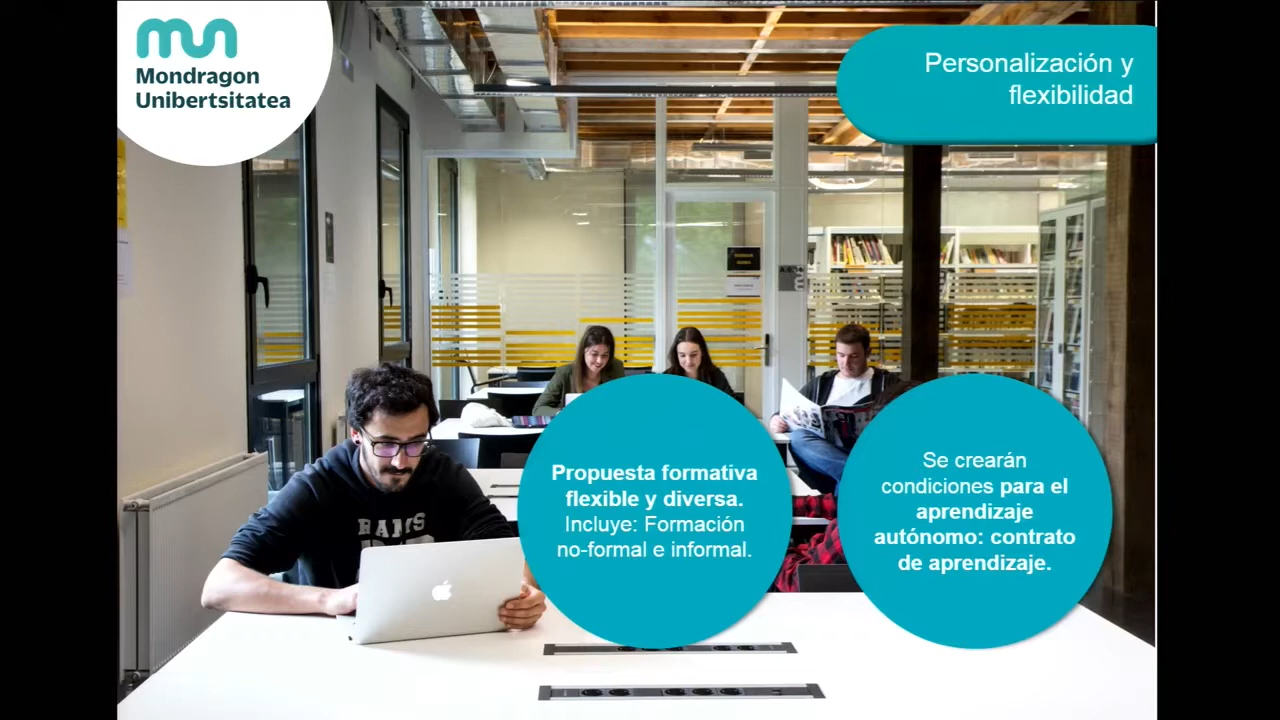 Mondragon
Unibertsitatea
Personalización y
flexibilidad
Propuesta formativa
flexible y diversa.
Incluye: Formación
no-formal e informal.
Se crearán
condiciones para el
aprendizaje
autónomo: contrato
de aprendizaje.